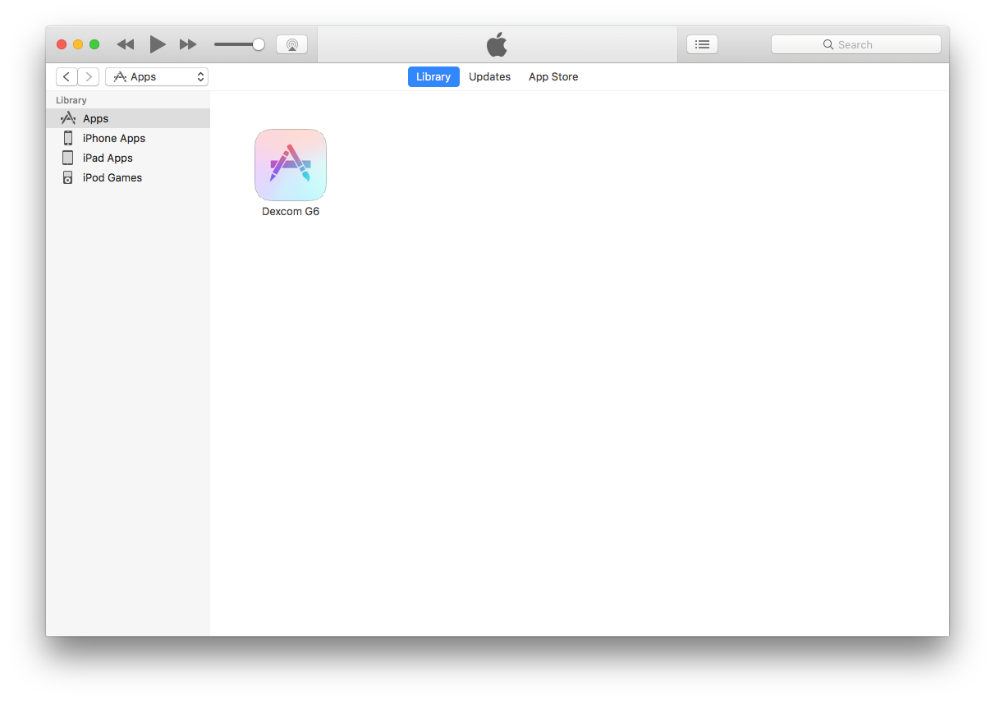 Search
Apps
Library Updates App Store
Library
Apps
iPhone Apps
iPad Apps
iPod Games
Dexcom G6